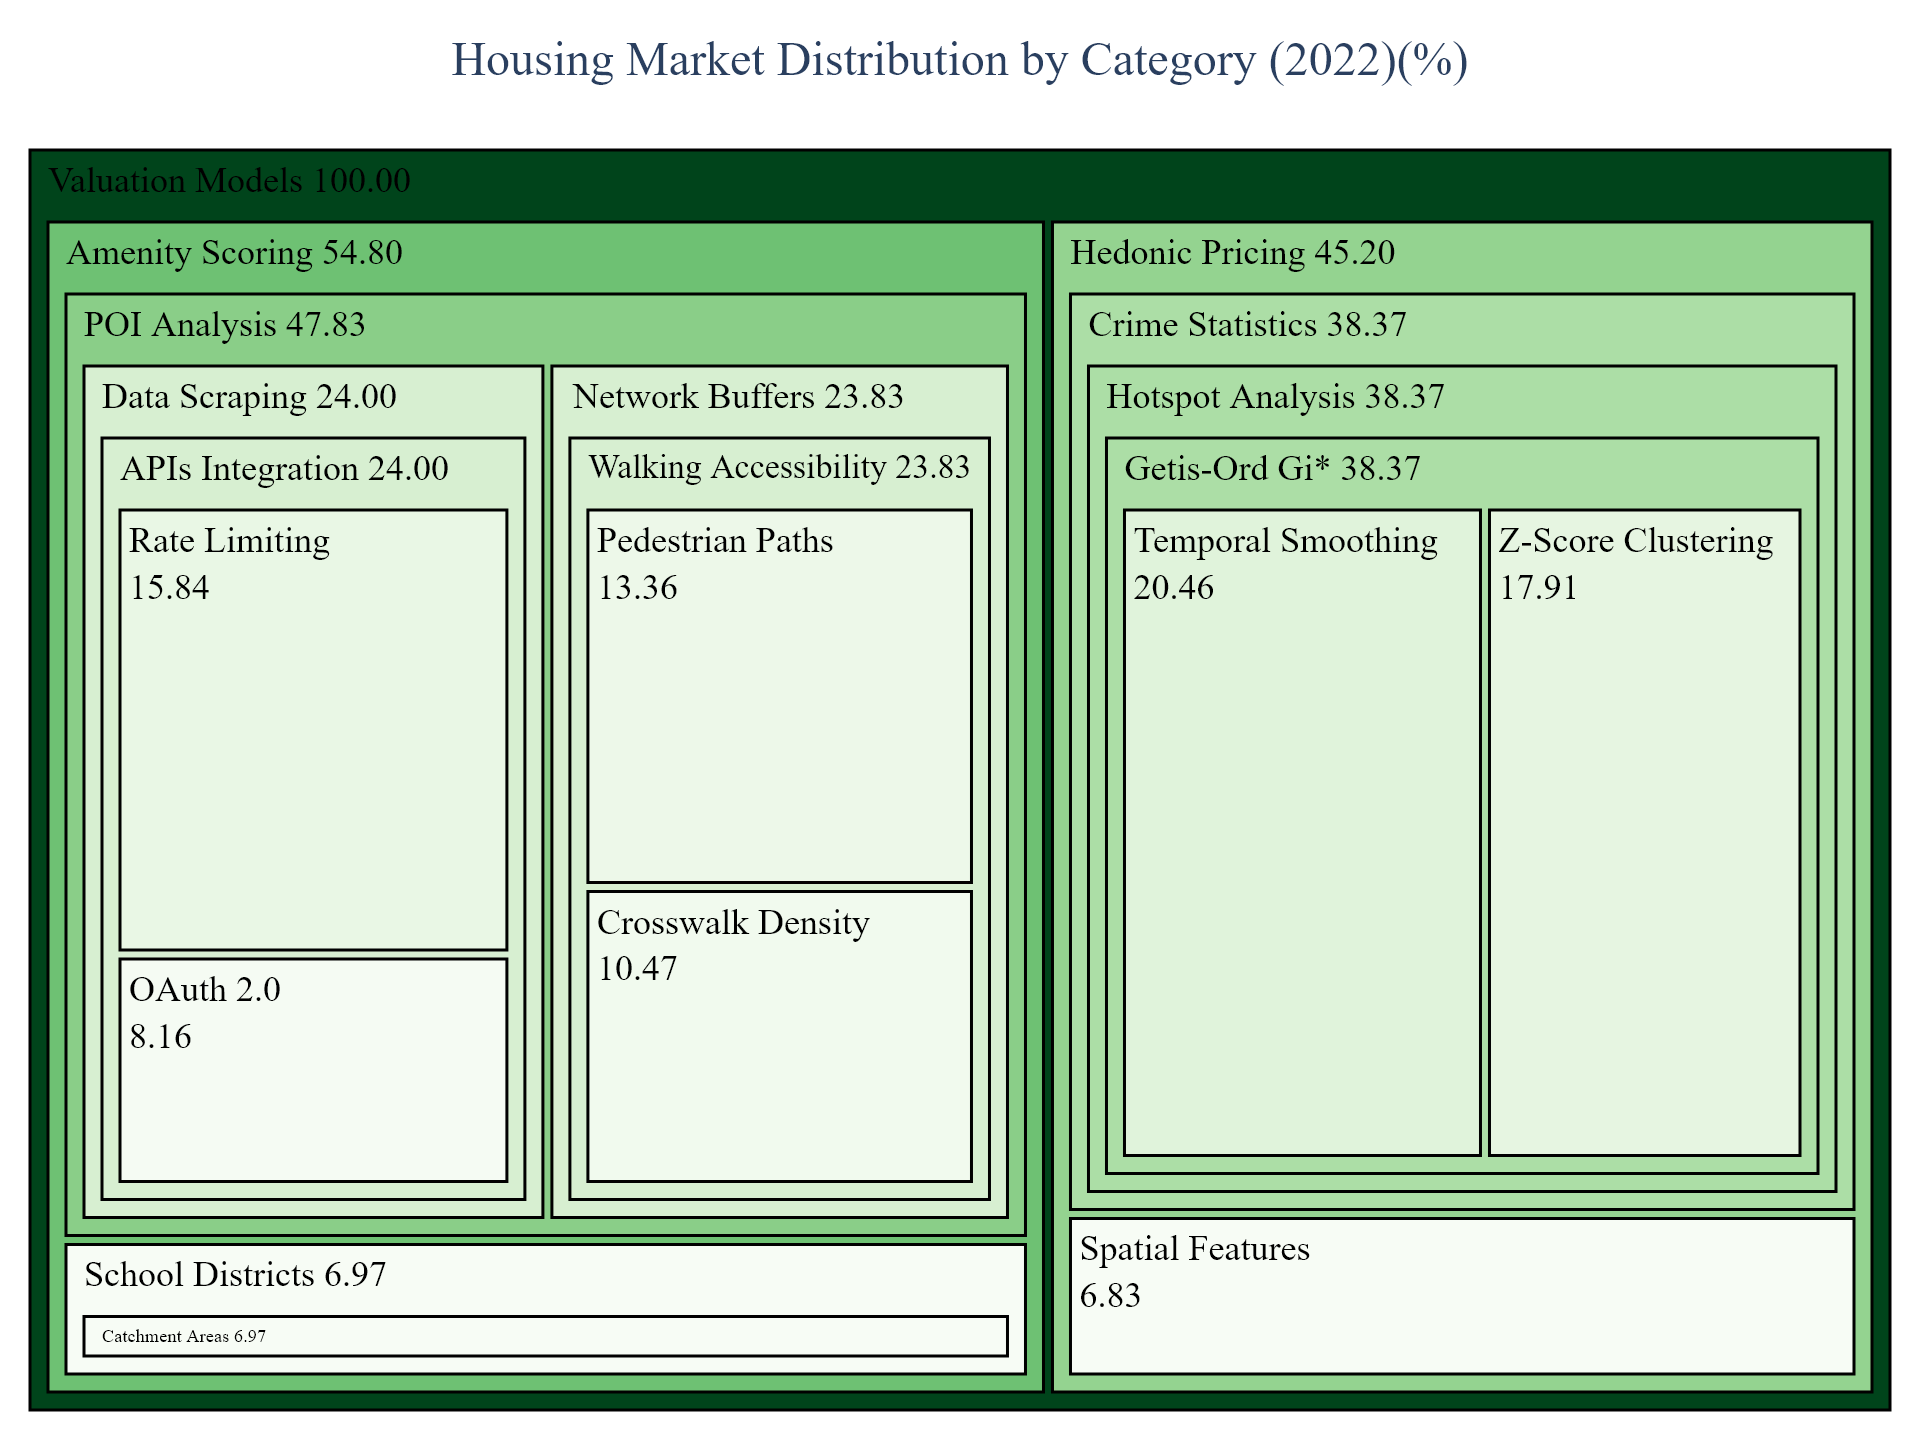 Housing Market Distribution by Category (2022)(%)
Valuation Models 100.00
Amenity Scoring 54.80
POI Analysis 47.83
Data Scraping 24.00
APIs Integration 24.00
Rate Limiting
15.84
OAuth 2.0
8.16
Network Buffers 23.83
Walking Accessibility 23.83
Pedestrian Paths
13.36
Crosswalk Density
10.47
School Districts 6.97
Catchment Areas 6.97
Hedonic Pricing 45.20
Crime Statistics 38.37
Hotspot Analysis 38.37
Getis-Ord Gi* 38.37
Temporal Smoothing
20.46
Z-Score Clustering
17.91
Spatial Features
6.83